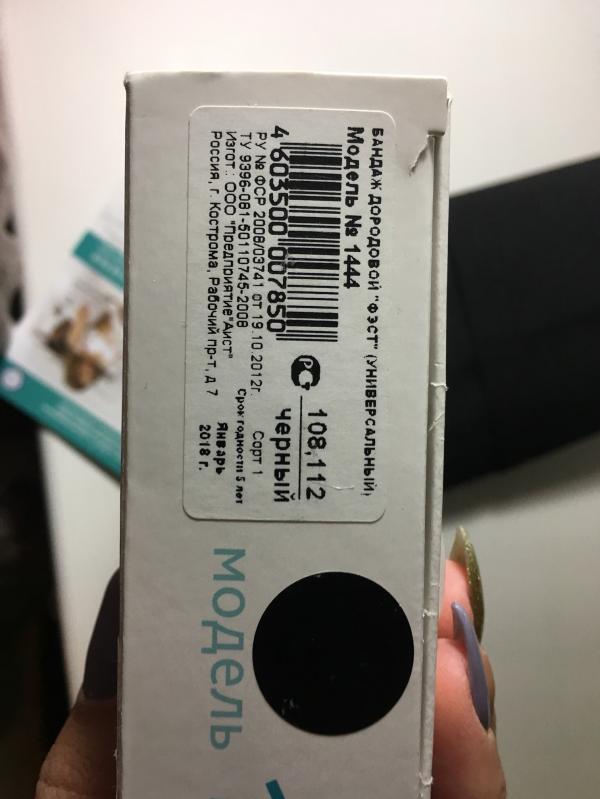 БАНДАЖ ДОРОДОВОЙ "ФЭСТ" (УНИВЕРСАЛЬНЫЙ)
Модель № 1444
108,112
черный
РСТ
4 603500 007850
РУ № ФСР 2008/03741 от 19.10.2012г. Сорт 1
ТУ 9396-081-50110745-2008 Срок годности 5 лет
Изгот.: ООО "Предприятие"Аист"
Россия, г. Кострома, Рабочий пр-т, д 7
Январь
2018 г.
модель